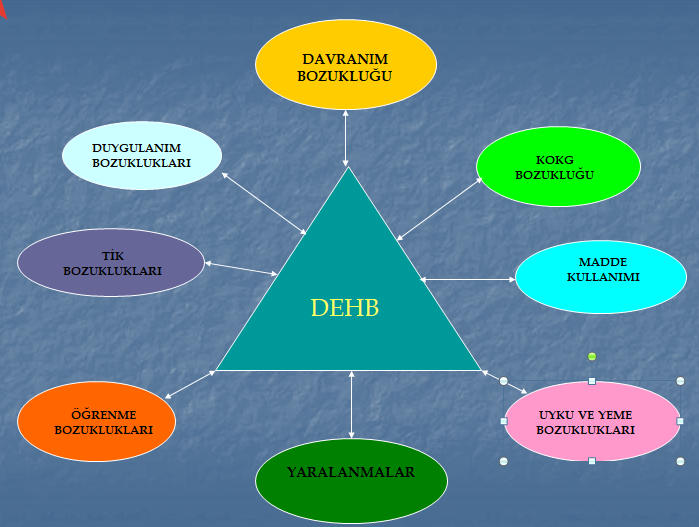 DAVRANIM
BOZUKLUĞU
DUYGULANIM
BOZUKLUKLARI
KOKG
BOZUKLUĞU
TİK
BOZUKLUKLARI
MADDE
KULLANIMI
DEHB
ÖĞRENME
BOZUKLUKLARI
UYKU VE YEME
BOZUKLUKLARI
YARALANMALAR